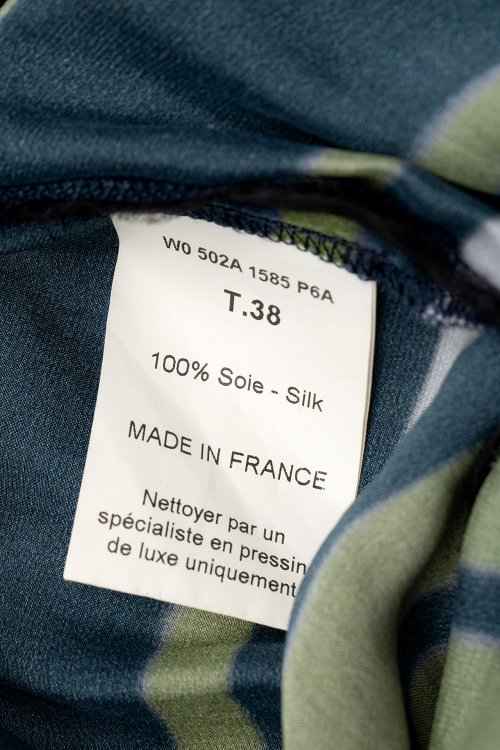 W0 502A 1585 P6A
T.38
100% Soie - Silk
MADE IN FRANCE
Nettoyer par un
spécialiste en pressin
de luxe uniquement